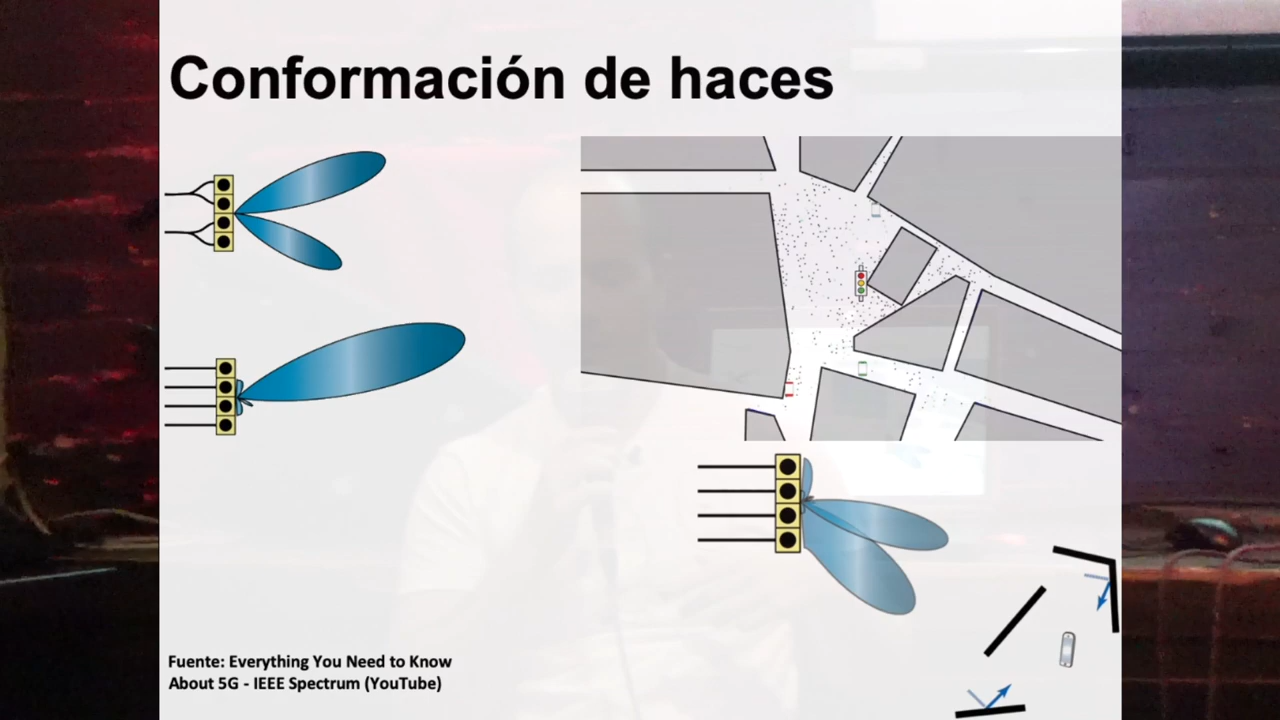 Conformación de haces
Fuente: Everything You Need to Know
About 5G - IEEE Spectrum (YouTube)